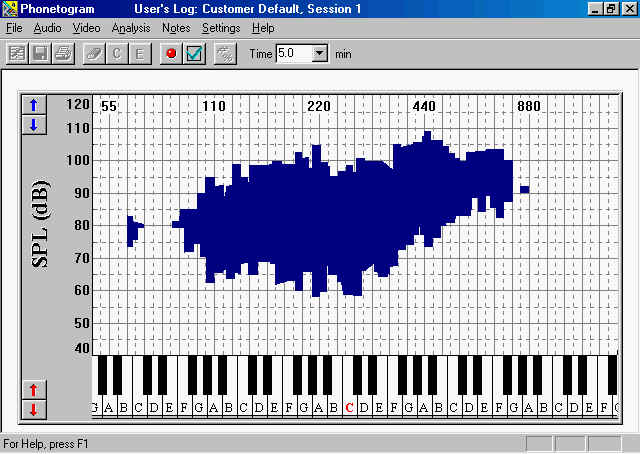 Phonetogram User's Log: Customer Default, Session 1
File Audio Video Analysis Notes Settings Help
C E Time 5.0 min
120 55 110 220 440 880
110
100
90
80
70
60
50
40
SPL (dB)
G A B C D E F G A B C D E F G A B C D E F G A B C D E F G A B C
For Help, press F1